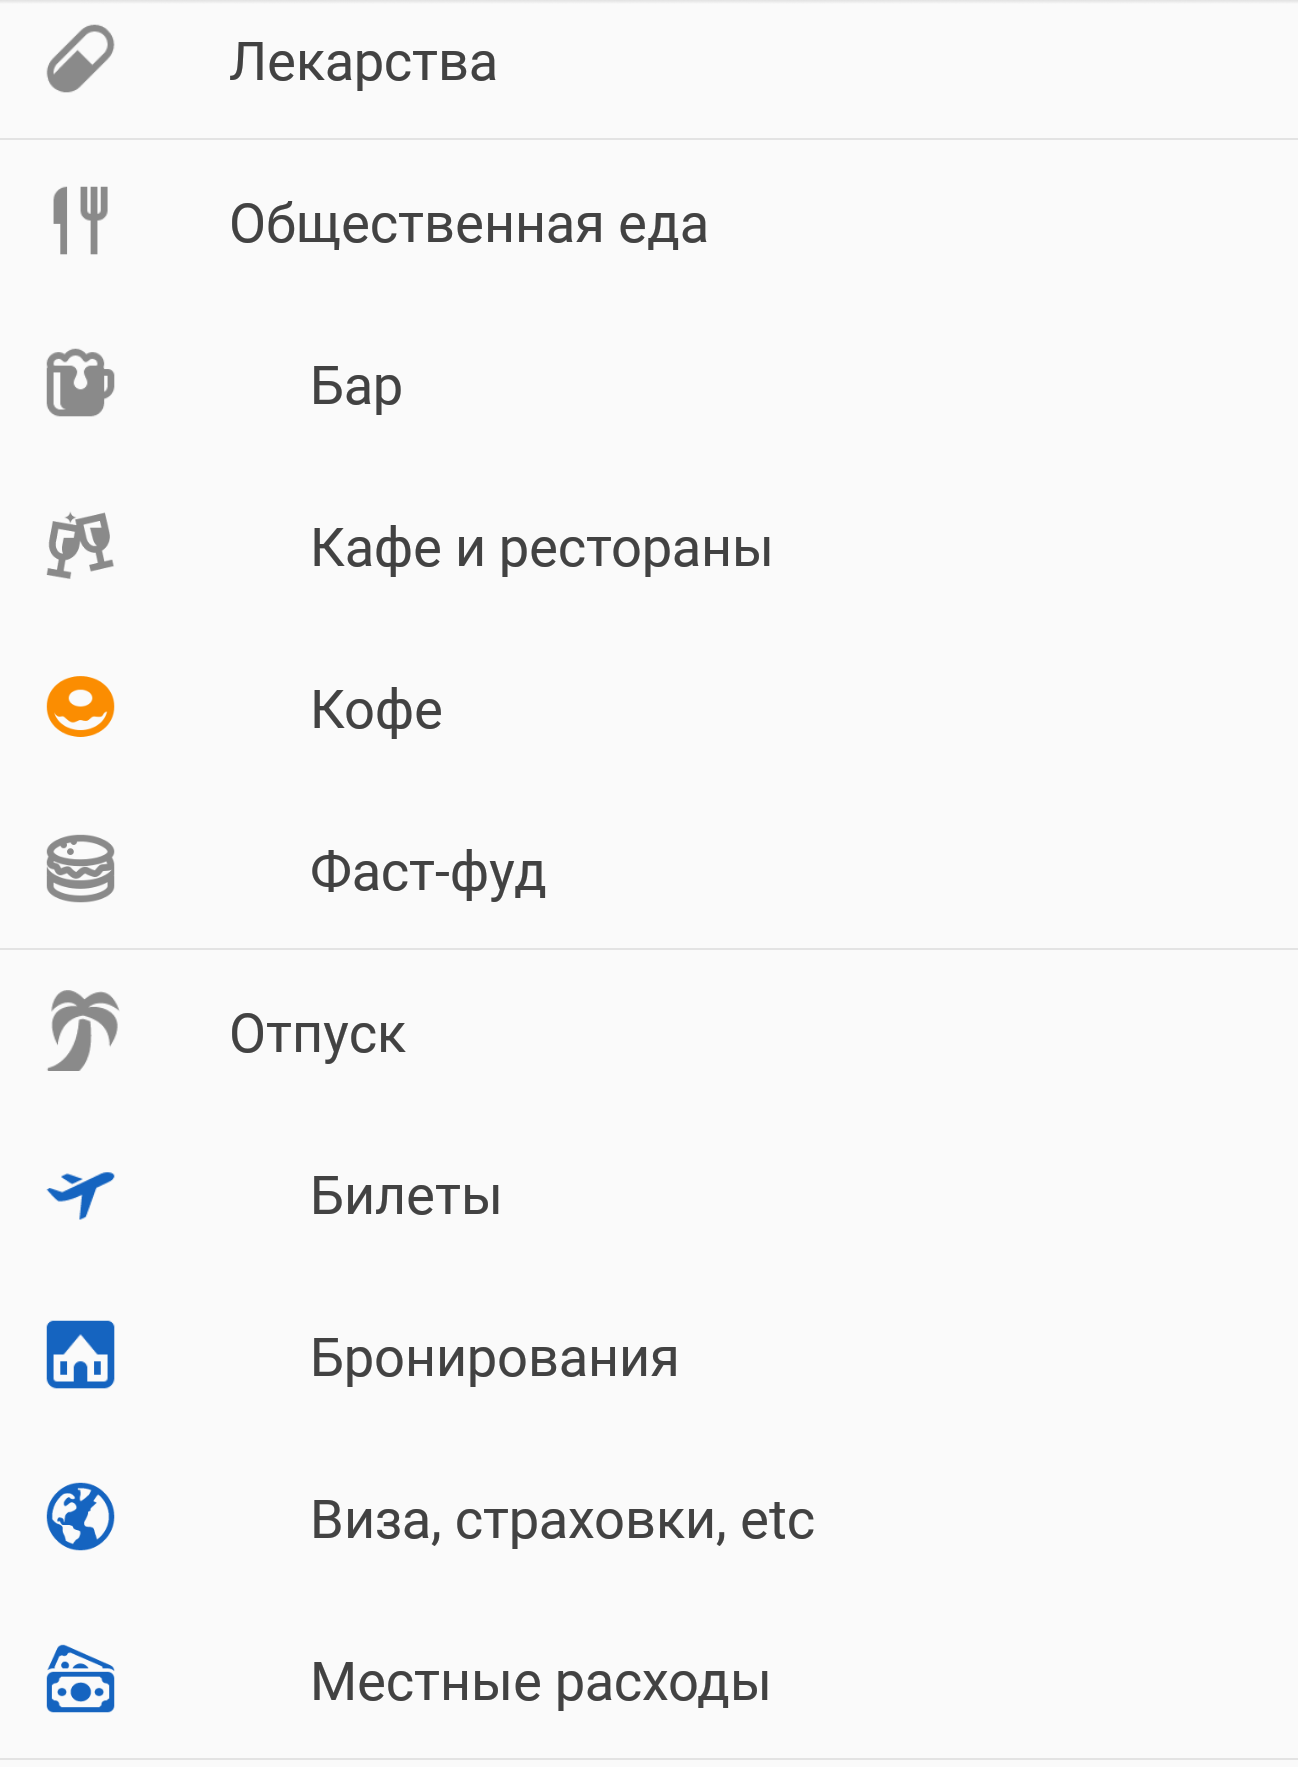 Лекарства
Общественная еда
Бар
Кафе и рестораны
Кофе
Фаст-фуд
Отпуск
Билеты
Бронирования
Виза, страховки, etc
Местные расходы